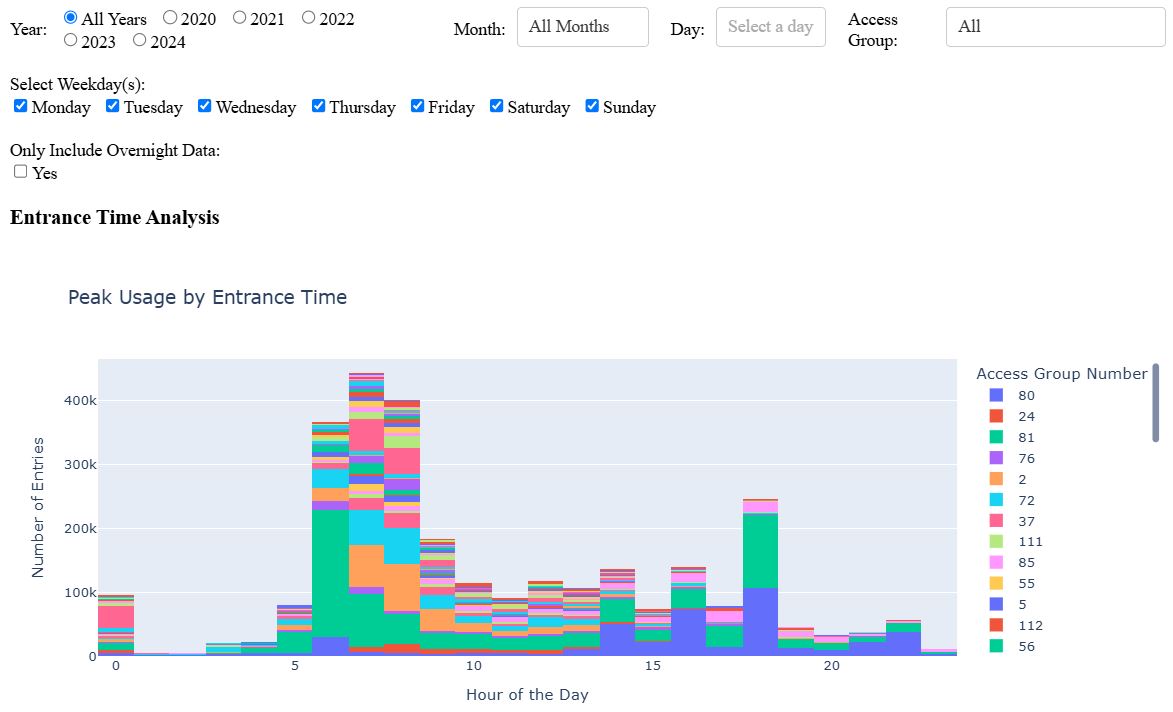 Year:
All Years 2020 2021 2022
2023 2024
Month: All Months
Day: Select a day
Access
Group:
All
Select Weekday(s):
Monday Tuesday Wednesday Thursday Friday Saturday Sunday
Only Include Overnight Data:
Yes
Entrance Time Analysis
Peak Usage by Entrance Time
Number of Entries
400k
300k
200k
100k
0
0 5 10 15 20
Hour of the Day
Access Group Number
80
24
81
76
2
72
37
111
85
55
5
112
56